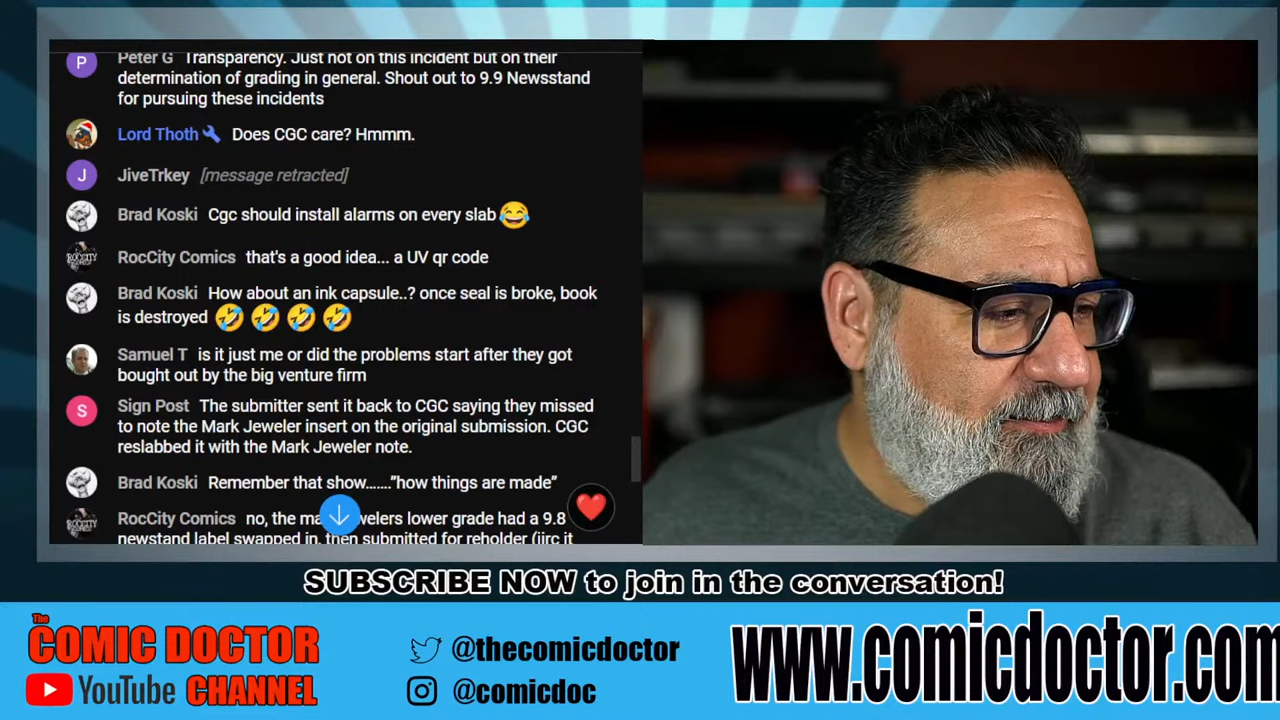 Peter G Transparency. Just not on this incident but on their
determination of grading in general. Shout out to 9.9 Newsstand
for pursuing these incidents
Lord Thoth Does CGC care? Hmmm.
J JiveTrkey [message retracted]
Brad Koski Cgc should install alarms on every slab
RocCity Comics that's a good idea... a UV qr code
Brad Koski How about an ink capsule..? once seal is broke, book
is destroyed
Samuel T is it just me or did the problems start after they got
bought out by the big venture firm
S Sign Post The submitter sent it back to CGC saying they missed
to note the Mark Jeweler insert on the original submission. CGC
reslabbed it with the Mark Jeweler note.
Brad Koski Remember that show.......”how things are made”
RocCity Comics no, the lower grade had a 9.8
newstand label swapped in, then submitted for reholder (iirc it
SUBSCRIBE NOW to join in the conversation!
The
COMIC DOCTOR
YouTube CHANNEL
@thecomicdoctor
@comicdoc
www.comicdoctor.com